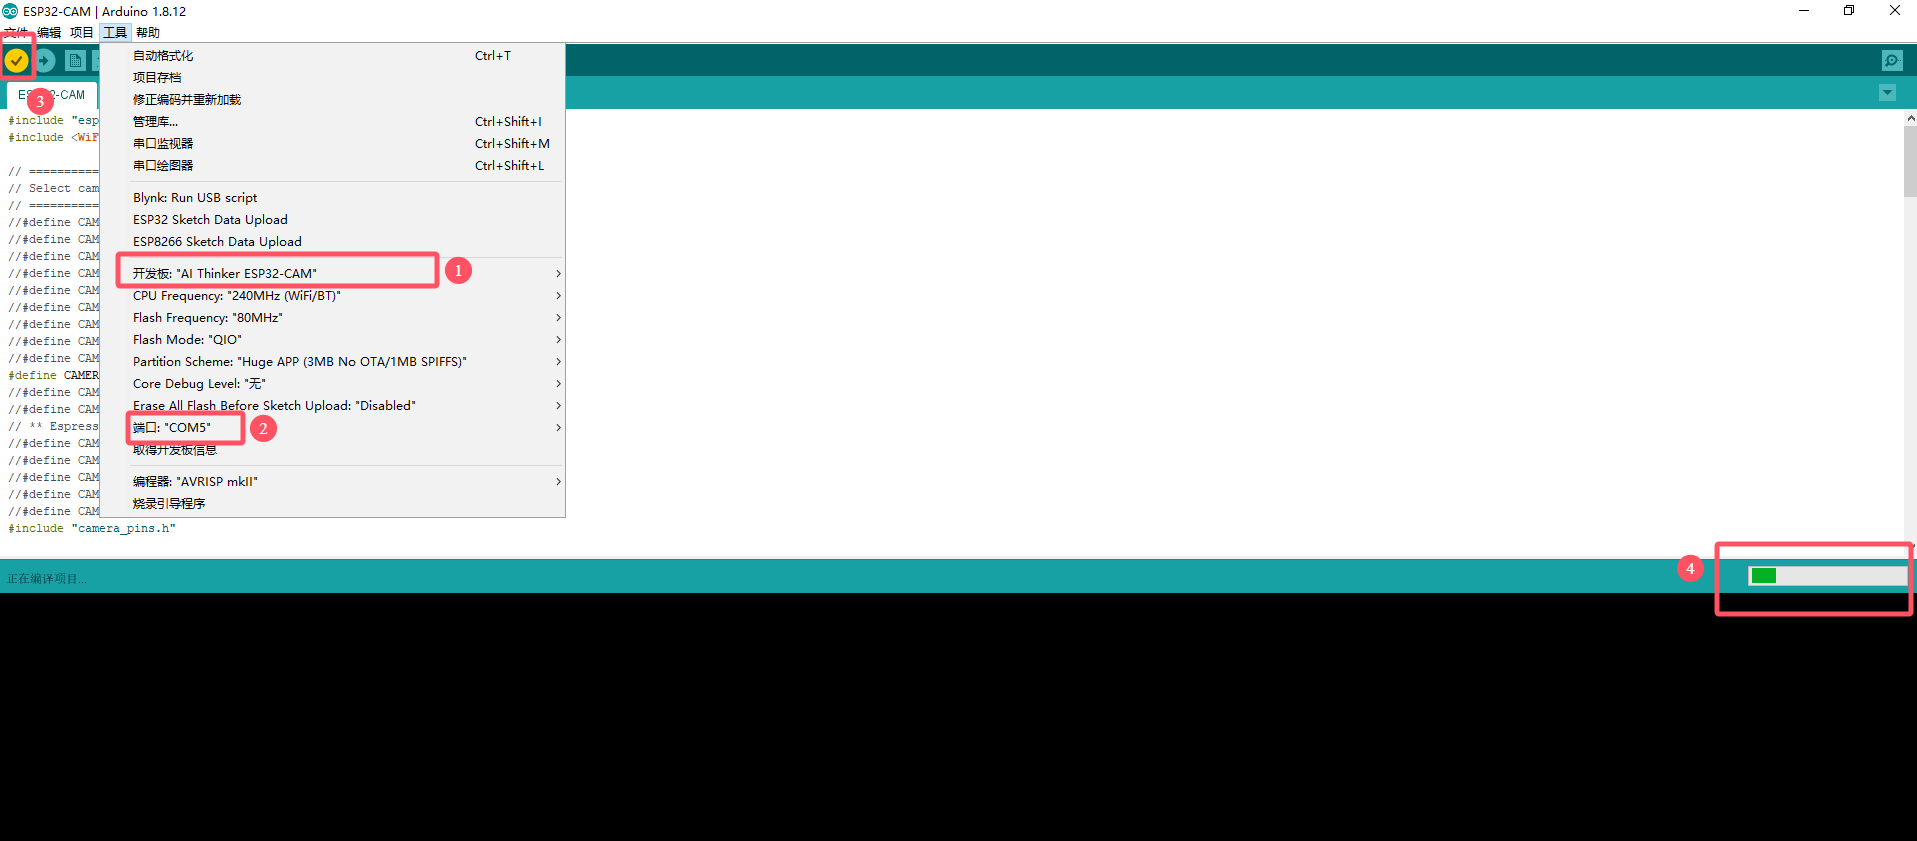 ESP32-CAM | Arduino 1.8.12
文件 编辑 项目 工具 帮助
自动格式化 Ctrl+T
项目存档
修正编码并重新加载
管理库... Ctrl+Shift+I
串口监视器 Ctrl+Shift+M
串口绘图器 Ctrl+Shift+L
Blynk: Run USB script
ESP32 Sketch Data Upload
ESP8266 Sketch Data Upload
开发板: "AI Thinker ESP32-CAM" 1
CPU Frequency: "240MHz (WiFi/BT)"
Flash Frequency: "80MHz"
Flash Mode: "QIO"
Partition Scheme: "Huge APP (3MB No OTA/1MB SPIFFS)"
Core Debug Level: "无"
Erase All Flash Before Sketch Upload: "Disabled"
端口: "COM5" 2
取得开发板信息
编程器: "AVRISP mkII"
烧录引导程序
3
#include "esp
#include <WiF
// ==========
// Select cam
// ==========
//#define CAM
//#define CAM
//#define CAM
//#define CAM
//#define CAM
//#define CAM
//#define CAM
//#define CAM
//#define CAM
#define CAMER
//#define CAM
//#define CAM
// ** Espress
//#define CAM
//#define CAM
//#define CAM
//#define CAM
//#define CAM
#include "camera_pins.h"
正在编译项目...
4